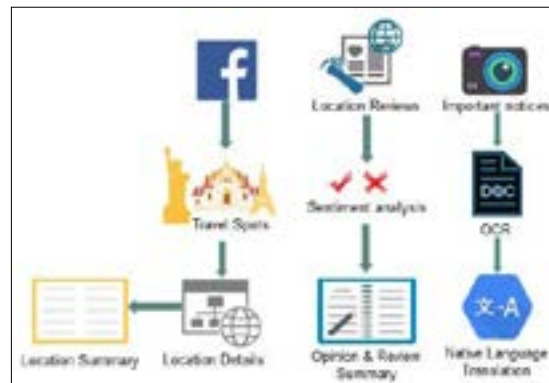 f
Location Reviews
Important notices
DOC
Travel Spots
Sentiment analysis
OCR
文-A
Location Summary
Location Details
Opinion & Review
Summary
Native Language
Translation